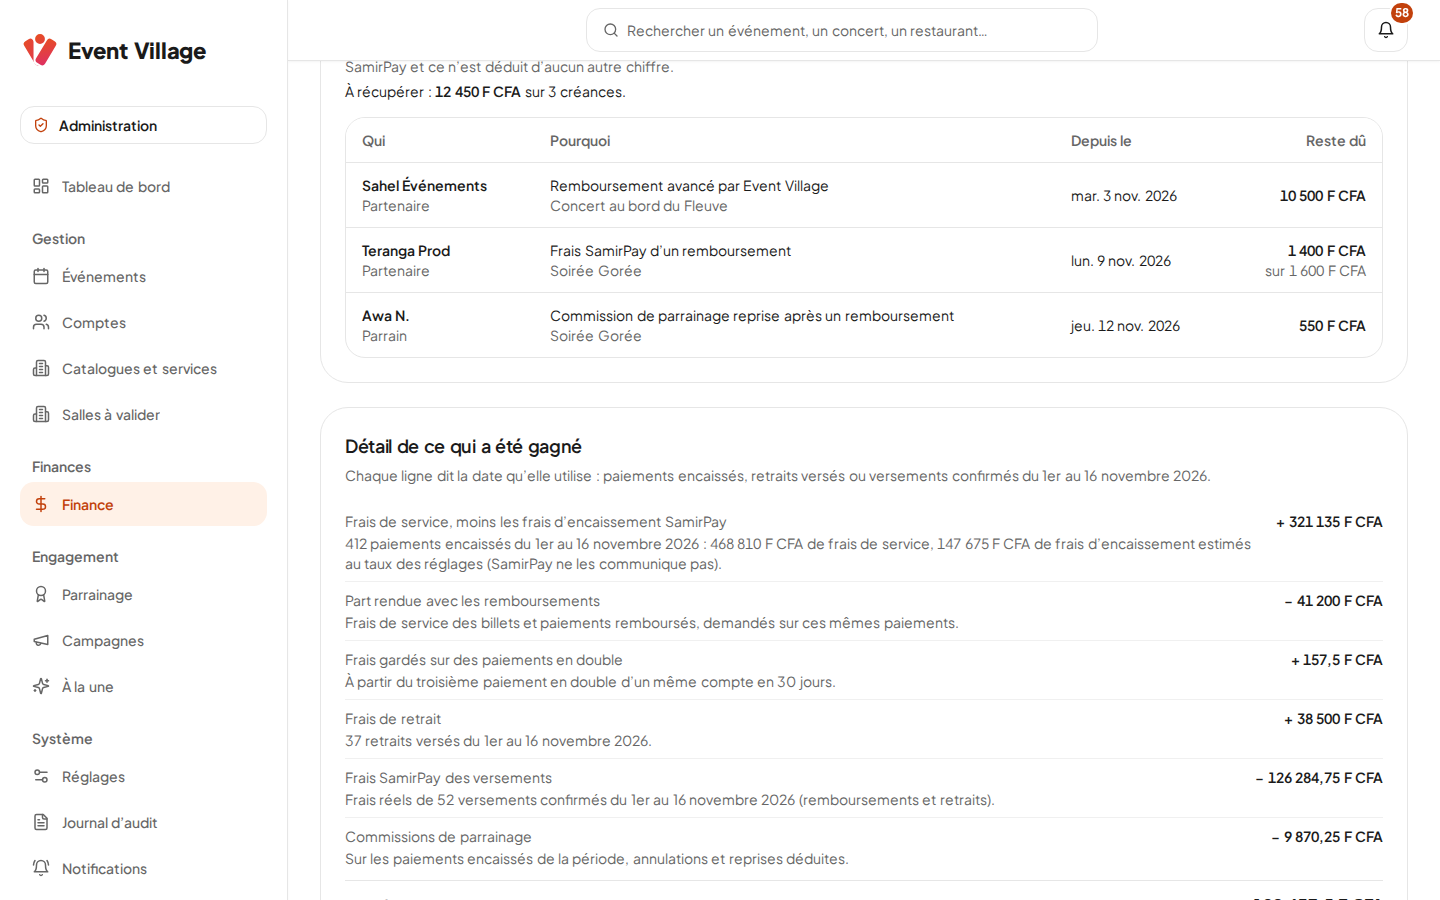 Event Village
Administration
Tableau de bord
Gestion
Événements
Comptes
Catalogues et services
Salles à valider
Finances
Finance
Engagement
Parrainage
Campagnes
À la une
Système
Réglages
Journal d'audit
Notifications
Rechercher un événement, un concert, un restaurant...
58
SamirPay et ce n'est déduit d'aucun autre chiffre.
À récupérer : 12 450 F CFA sur 3 créances.
Qui Pourquoi Depuis le Reste dû
Sahel Événements Remboursement avancé par Event Village mar. 3 nov. 2026 10 500 F CFA
Partenaire Concert au bord du Fleuve
Teranga Prod Frais SamirPay d'un remboursement lun. 9 nov. 2026 1 400 F CFA
Partenaire Soirée Gorée sur 1 600 F CFA
Awa N. Commission de parrainage reprise après un remboursement jeu. 12 nov. 2026 550 F CFA
Parrain Soirée Gorée
Détail de ce qui a été gagné
Chaque ligne dit la date qu'elle utilise : paiements encaissés, retraits versés ou versements confirmés du 1er au 16 novembre 2026.
Frais de service, moins les frais d'encaissement SamirPay + 321 135 F CFA
412 paiements encaissés du 1er au 16 novembre 2026 : 468 810 F CFA de frais de service, 147 675 F CFA de frais d'encaissement estimés
au taux des réglages (SamirPay ne les communique pas).
Part rendue avec les remboursements − 41 200 F CFA
Frais de service des billets et paiements remboursés, demandés sur ces mêmes paiements.
Frais gardés sur des paiements en double + 157,5 F CFA
À partir du troisième paiement en double d'un même compte en 30 jours.
Frais de retrait + 38 500 F CFA
37 retraits versés du 1er au 16 novembre 2026.
Frais SamirPay des versements − 126 284,75 F CFA
Frais réels de 52 versements confirmés du 1er au 16 novembre 2026 (remboursements et retraits).
Commissions de parrainage − 9 870,25 F CFA
Sur les paiements encaissés de la période, annulations et reprises déduites.